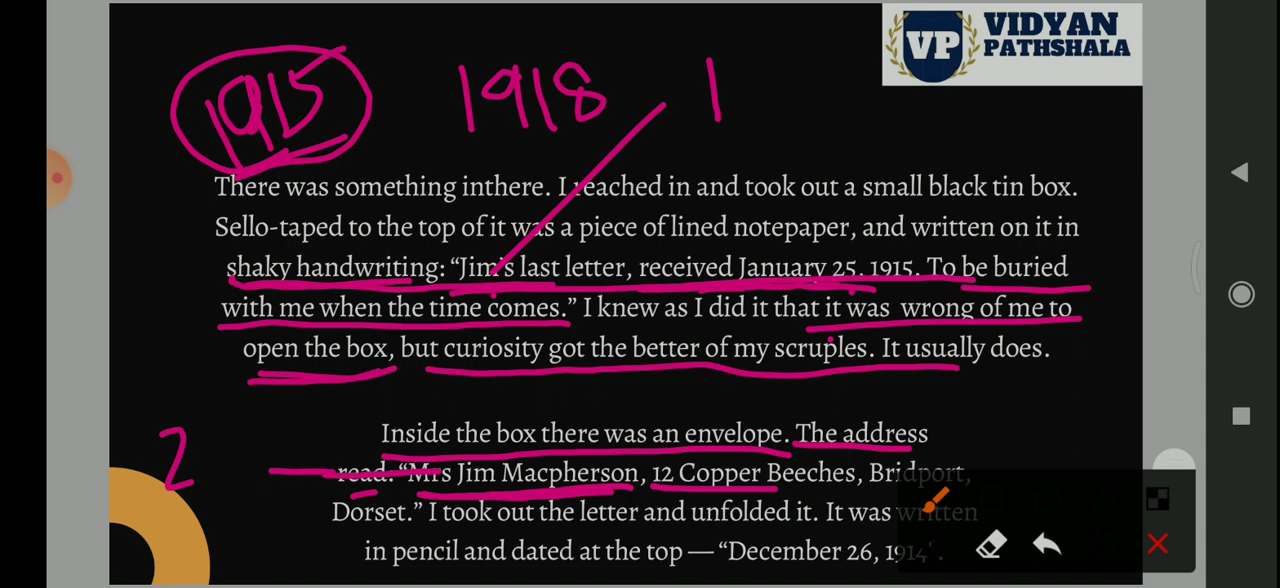 VIDYAN
VP PATHSHALA
1915 1918 1
There was something inthere. I reached in and took out a small black tin box.
Sello-taped to the top of it was a piece of lined notepaper, and written on it in
shaky handwriting: “Jim's last letter, received January 25, 1915. To be buried
with me when the time comes.” I knew as I did it that it was wrong of me to
open the box, but curiosity got the better of my scruples. It usually does.
2
Inside the box there was an envelope. The address
read: “Mrs Jim Macpherson, 12 Copper Beeches, Bridport,
Dorset.” I took out the letter and unfolded it. It was written
in pencil and dated at the top — “December 26, 1914”.